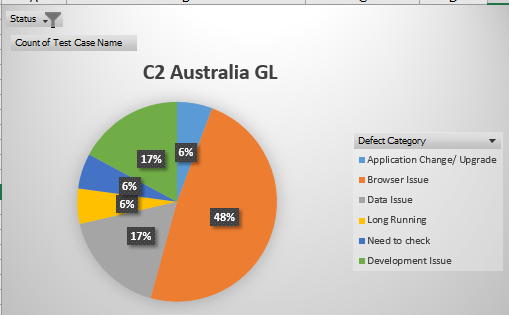 Status
Count of Test Case Name
C2 Australia GL
6%
17%
6%
6%
48%
17%
Defect Category
Application Change/ Upgrade
Browser Issue
Data Issue
Long Running
Need to check
Development Issue